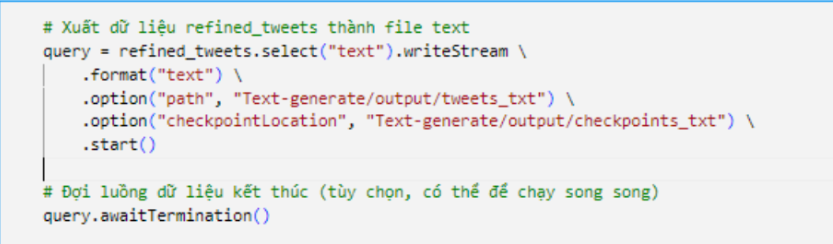 # Xuất dữ liệu refined_tweets thành file text
query = refined_tweets.select("text").writeStream \
    .format("text") \
    .option("path", "Text-generate/output/tweets_txt") \
    .option("checkpointLocation", "Text-generate/output/checkpoints_txt") \
    .start()

# Đợi luồng dữ liệu kết thúc (tùy chọn, có thể để chạy song song)
query.awaitTermination()